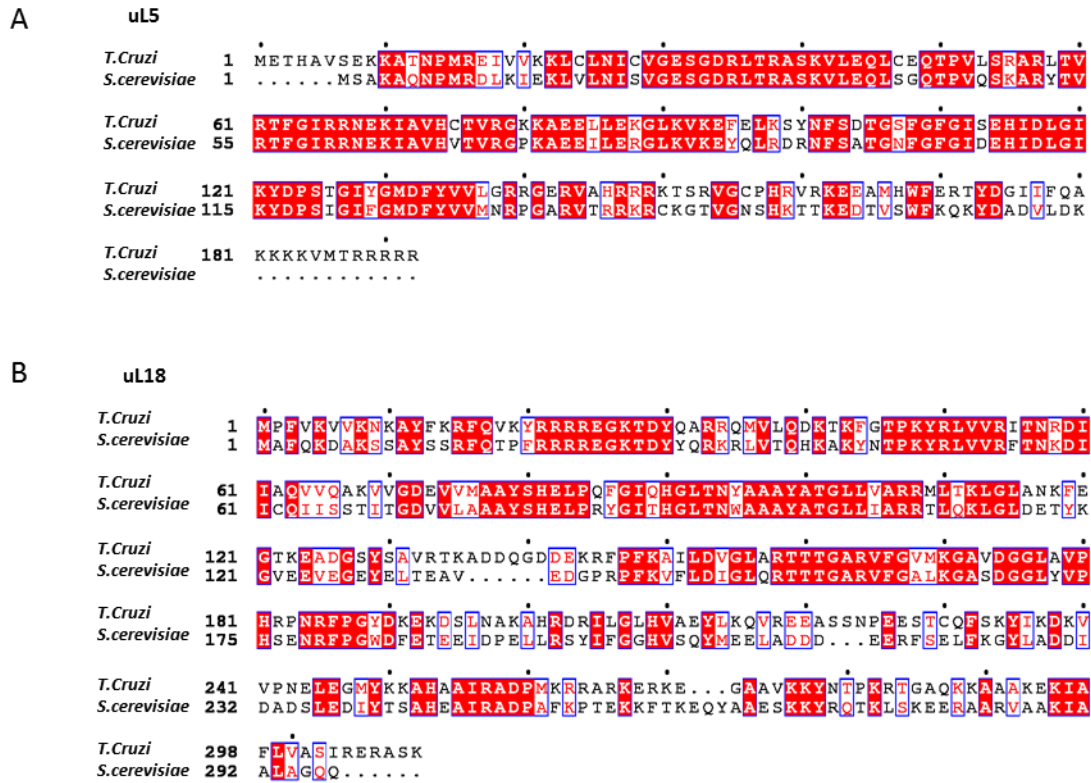 A
uL5
T.Cruzi 1 METHAVSEKKATNPMREIVVKKLCLNICVGESGDRLTRASKVLEQLCEQTPVLSRARLTV
S.cerevisiae 1 ......MSAKAQNPMRDLKIEKLVLNISVGESGDRLTRASKVLEQLSGQTPVQSKARYTV
T.Cruzi 61 RTFGIRRNEKIAVHCTVRGKKAEELLEKGLKVKEFELKSYNFSDTGSFGFGISEHIDLGI
S.cerevisiae 55 RTFGIRRNEKIAVHVTVRGPKAEEILERGLKVKEYQLRDRNFSATGNFGFGIDEHIDLGI
T.Cruzi 121 KYDPSTGIYGMDFYVVLGRRGERVAHRRRKTSRVGCPHRVRKEEAMHWFERTYDGIIFQA
S.cerevisiae 115 KYDPSIGIFGMDFYVVMNRPGARVTRRKRCKGTVGNSHKTTKEDTVSWFKQKYDADVLDK
T.Cruzi 181 KKKKVMTRRRRR
S.cerevisiae ............
B
uL18
T.Cruzi 1 MPFVKVVKNKAYFKRFQVKYRRRREGKTDYQARRQMVLQDKTKFGTPKYRLVVRITNRDI
S.cerevisiae 1 MAFQKDAKSSAYSSRFQTPFRRRREGKTDYYQRKRLVTQHKAKYNTPKYRLVVRFTNKDI
T.Cruzi 61 IAQVVQAKVVGDEVVMAAYSHELPQFGIQHGLTNYAAAYATGLLVARRMLTKLGLANKFE
S.cerevisiae 61 ICQIISSTITGDVVLAAAYSHELPRYGITHGLTNWAAAYATGLLIARRTLQKLGLDETYK
T.Cruzi 121 GTKEADGSYSAVRTKADDQGDDEKRFPFKAILDVGLARTTTGARVFGVMKGAVDGGLAVP
S.cerevisiae 121 GVEEVEGEYELTEAV......EDGPRPFKVFLDIGLQRTTTGARVFGALKGASDGGLYVP
T.Cruzi 181 HRPNRFPGYDKEKDSLNAKAHRDRILGLHVAEYLKQVREEASSNPEESTCQFSKYIKDKV
S.cerevisiae 175 HSENRFPGWDFETEEIDPELLRSYIFGGHVSQYMEELADDD...EERFSELFKGYLADDI
T.Cruzi 241 VPNELEGMYKKAHAAIRADPMKRRARKERKE...GAAVKKYNTPKRTGAQKKAAAKEKIA
S.cerevisiae 232 DADSLEDIYTSAHEAIRADPAFKPTEKKFTKEQYAAESKKYRQTKLSKEERAARVAAKIA
T.Cruzi 298 FLVASIRERASK
S.cerevisiae 292 ALAGQQ......